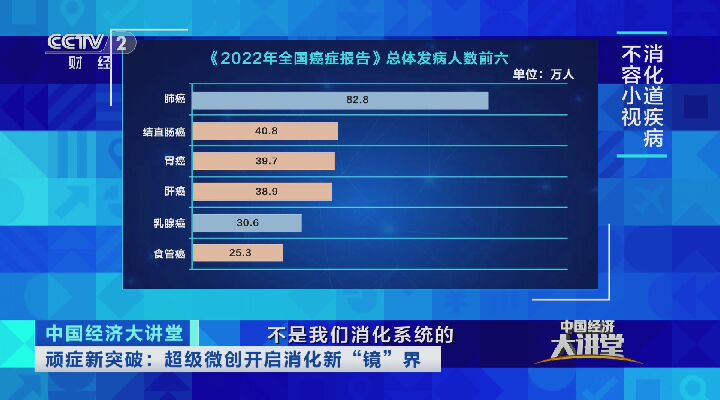 CCTV 2
财经
《2022年全国癌症报告》总体发病人数前六
单位：万人
肺癌 82.8
结直肠癌 40.8
胃癌 39.7
肝癌 38.9
乳腺癌 30.6
食管癌 25.3
消化道疾病
不容小视
中国经济大讲堂
不是我们消化系统的
顽症新突破：超级微创开启消化新“镜”界
中国经济
大讲堂